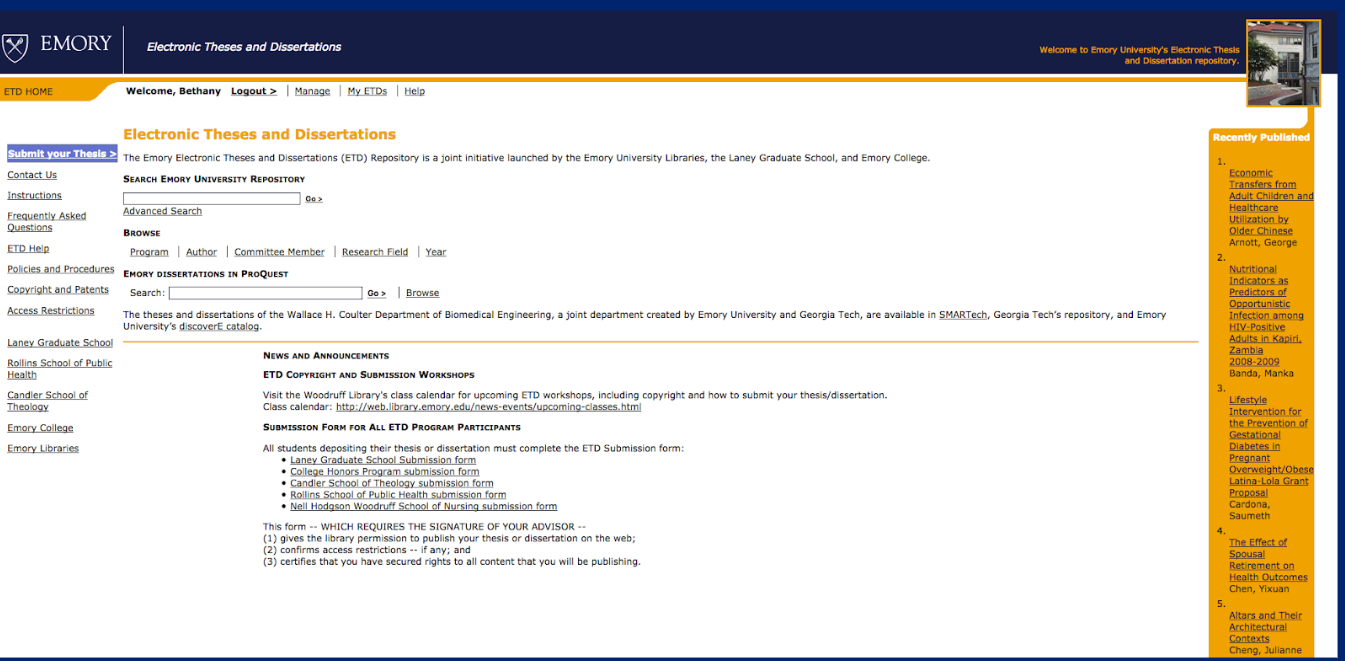 EMORY
Electronic Theses and Dissertations
Welcome to Emory University's Electronic Thesis
and Dissertation repository.
ETD HOME
Welcome, Bethany Logout > | Manage | My ETDs | Help
Submit your Thesis >
Contact Us
Instructions
Frequently Asked
Questions
ETD Help
Policies and Procedures
Copyright and Patents
Access Restrictions
Laney Graduate School
Rollins School of Public
Health
Candler School of
Theology
Emory College
Emory Libraries
Electronic Theses and Dissertations
The Emory Electronic Theses and Dissertations (ETD) Repository is a joint initiative launched by the Emory University Libraries, the Laney Graduate School, and Emory College.
SEARCH EMORY UNIVERSITY REPOSITORY
Go >
Advanced Search
BROWSE
Program | Author | Committee Member | Research Field | Year
EMORY DISSERTATIONS IN PROQUEST
Search: Go > | Browse
The theses and dissertations of the Wallace H. Coulter Department of Biomedical Engineering, a joint department created by Emory University and Georgia Tech, are available in SMARTech, Georgia Tech's repository, and Emory
University's discoverE catalog.
NEWS AND ANNOUNCEMENTS
ETD COPYRIGHT AND SUBMISSION WORKSHOPS
Visit the Woodruff Library's class calendar for upcoming ETD workshops, including copyright and how to submit your thesis/dissertation.
Class calendar: http://web.library.emory.edu/news-events/upcoming-classes.html
SUBMISSION FORM FOR ALL ETD PROGRAM PARTICIPANTS
All students depositing their thesis or dissertation must complete the ETD Submission form:
• Laney Graduate School Submission form
• College Honors Program submission form
• Candler School of Theology submission form
• Rollins School of Public Health submission form
• Nell Hodgson Woodruff School of Nursing submission form
This form -- WHICH REQUIRES THE SIGNATURE OF YOUR ADVISOR --
(1) gives the library permission to publish your thesis or dissertation on the web;
(2) confirms access restrictions -- if any; and
(3) certifies that you have secured rights to all content that you will be publishing.
Recently Published
1.
Economic
Transfers from
Adult Children and
Healthcare
Utilization by
Older Chinese
Arnott, George
2.
Nutritional
Indicators as
Predictors of
Opportunistic
Infection among
HIV-Positive
Adults in Kapiri,
Zambia
2008-2009
Banda, Manka
3.
Lifestyle
Intervention for
the Prevention of
Gestational
Diabetes in
Pregnant
Overweight/Obese
Latina-Lola Grant
Proposal
Cardona,
Saumeth
4.
The Effect of
Spousal
Retirement on
Health Outcomes
Chen, Yixuan
5.
Altars and Their
Architectural
Contexts
Cheng, Julianne